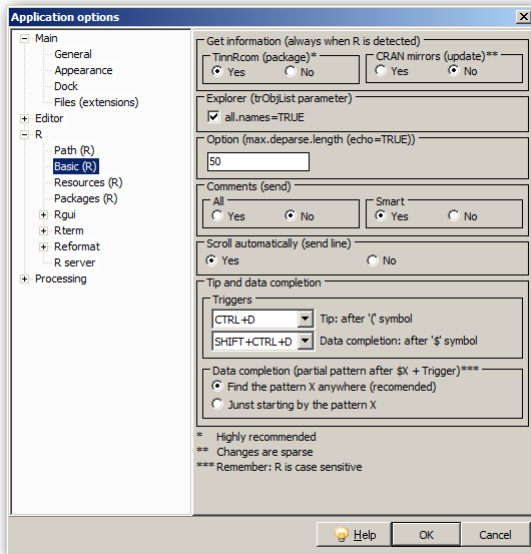 Application options
Main
General
Appearance
Dock
Files (extensions)
Editor
R
Path (R)
Basic (R)
Resources (R)
Packages (R)
Rgui
Rterm
Reformat
R server
Processing
Get information (always when R is detected)
TinnRcom (package)*
Yes No
CRAN mirrors (update)**
Yes No
Explorer (trObjList parameter)
all.names=TRUE
Option (max.deparse.length (echo=TRUE))
50
Comments (send)
All
Yes No
Smart
Yes No
Scroll automatically (send line)
Yes No
Tip and data completion
Triggers
CTRL+D Tip: after '(' symbol
SHIFT+CTRL+D Data completion: after '$' symbol
Data completion (partial pattern after $X + Trigger)***
Find the pattern X anywhere (recomended)
Junst starting by the pattern X
* Highly recommended
** Changes are sparse
*** Remember: R is case sensitive
Help OK Cancel